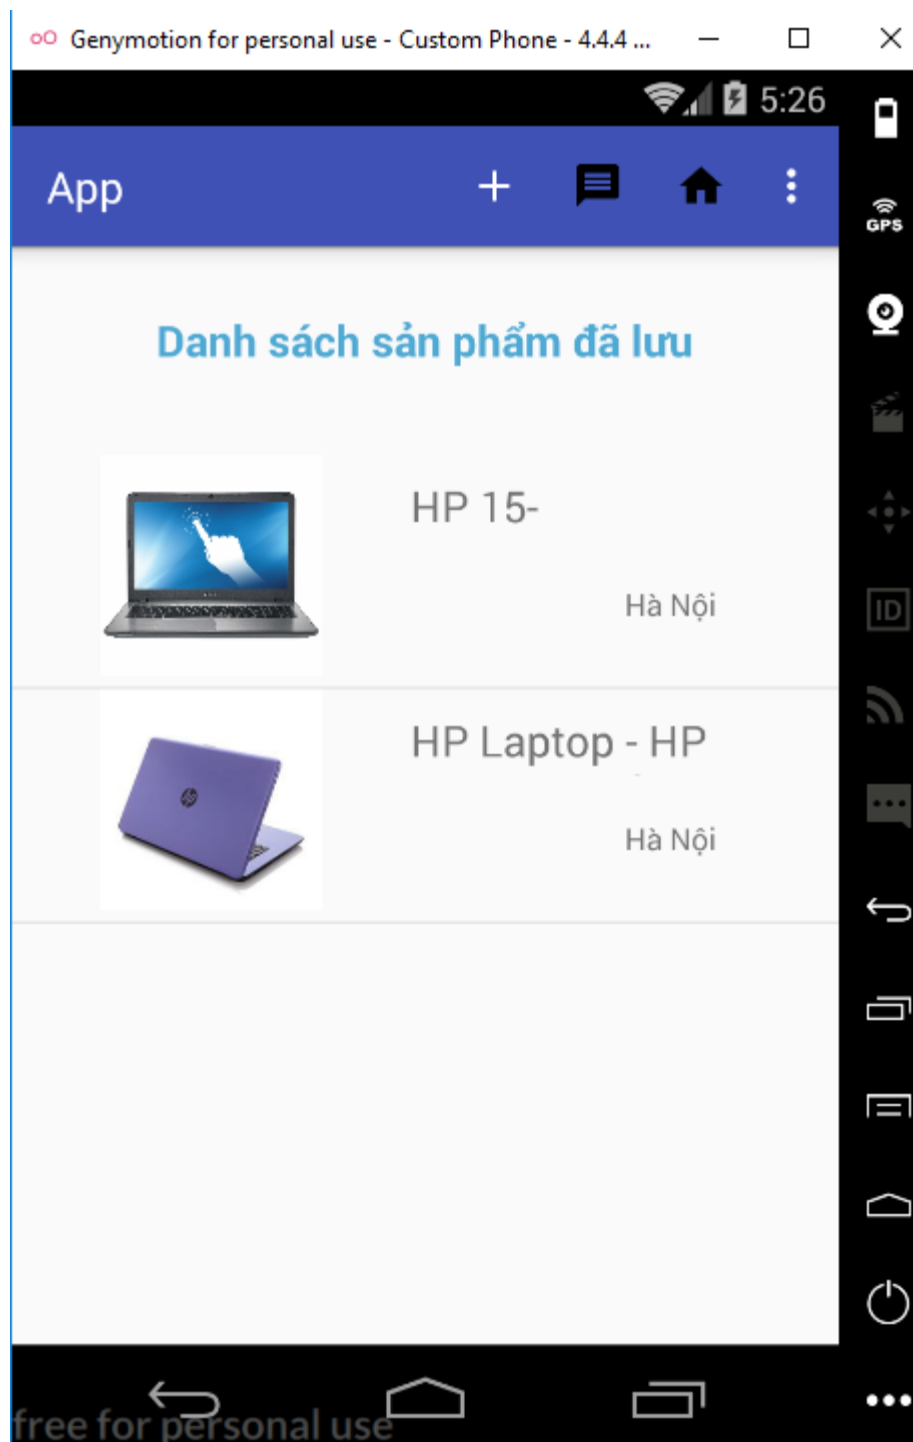 Genymotion for personal use - Custom Phone - 4.4.4 ...
5:26
App
GPS
Danh sách sản phẩm đã lưu
HP 15-
Hà Nội
ID
HP Laptop - HP
Hà Nội
free for personal use